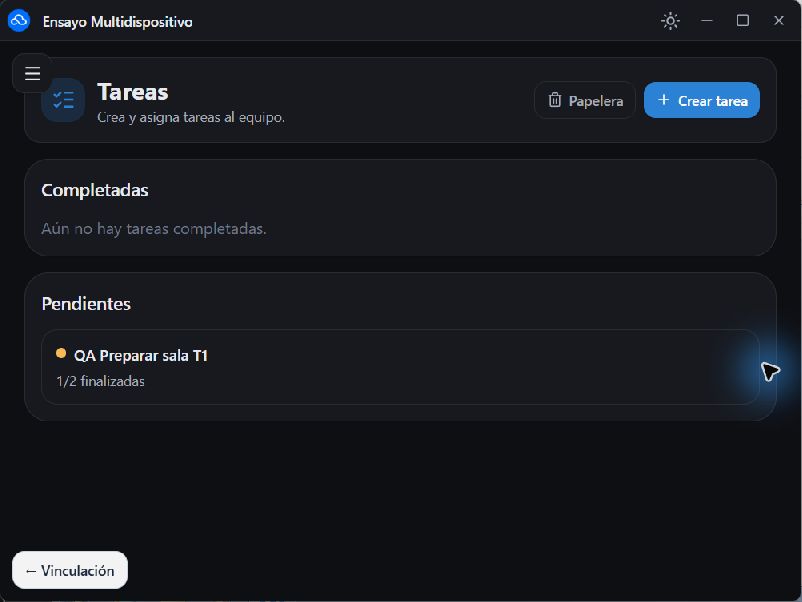 Ensayo Multidispositivo
Tareas
Crea y asigna tareas al equipo.
Papelera
+ Crear tarea
Completadas
Aún no hay tareas completadas.
Pendientes
QA Preparar sala T1
1/2 finalizadas
← Vinculación